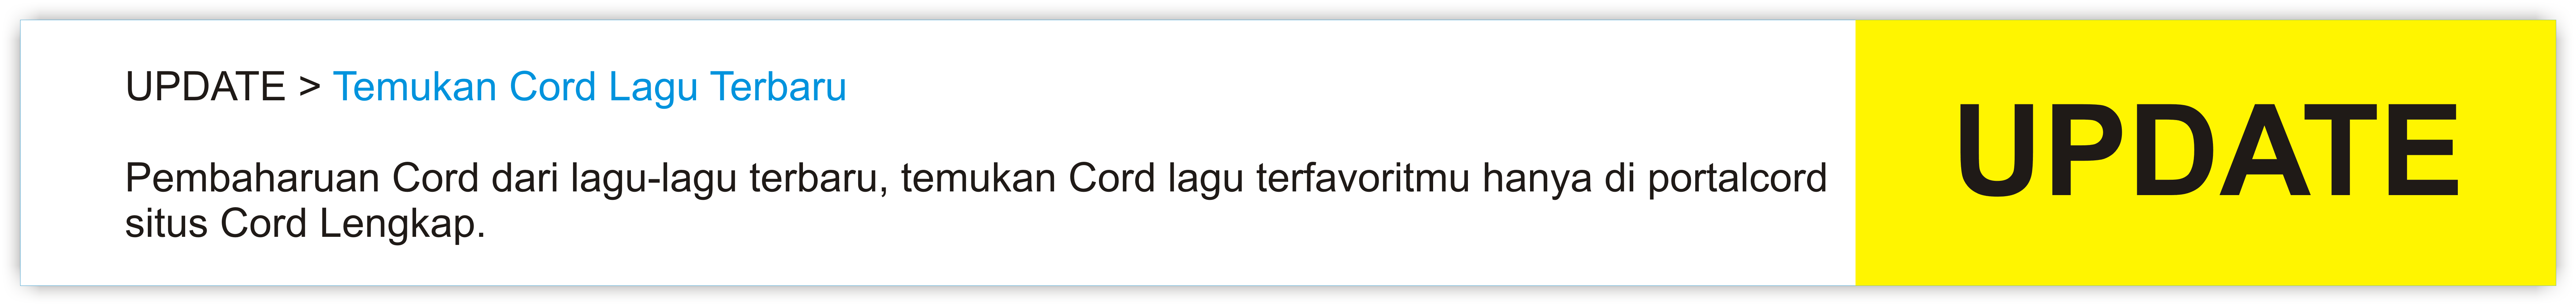 UPDATE > Temukan Cord Lagu Terbaru
Pembaharuan Cord dari lagu-lagu terbaru, temukan Cord lagu terfavoritmu hanya di portalcord
situs Cord Lengkap.
UPDATE